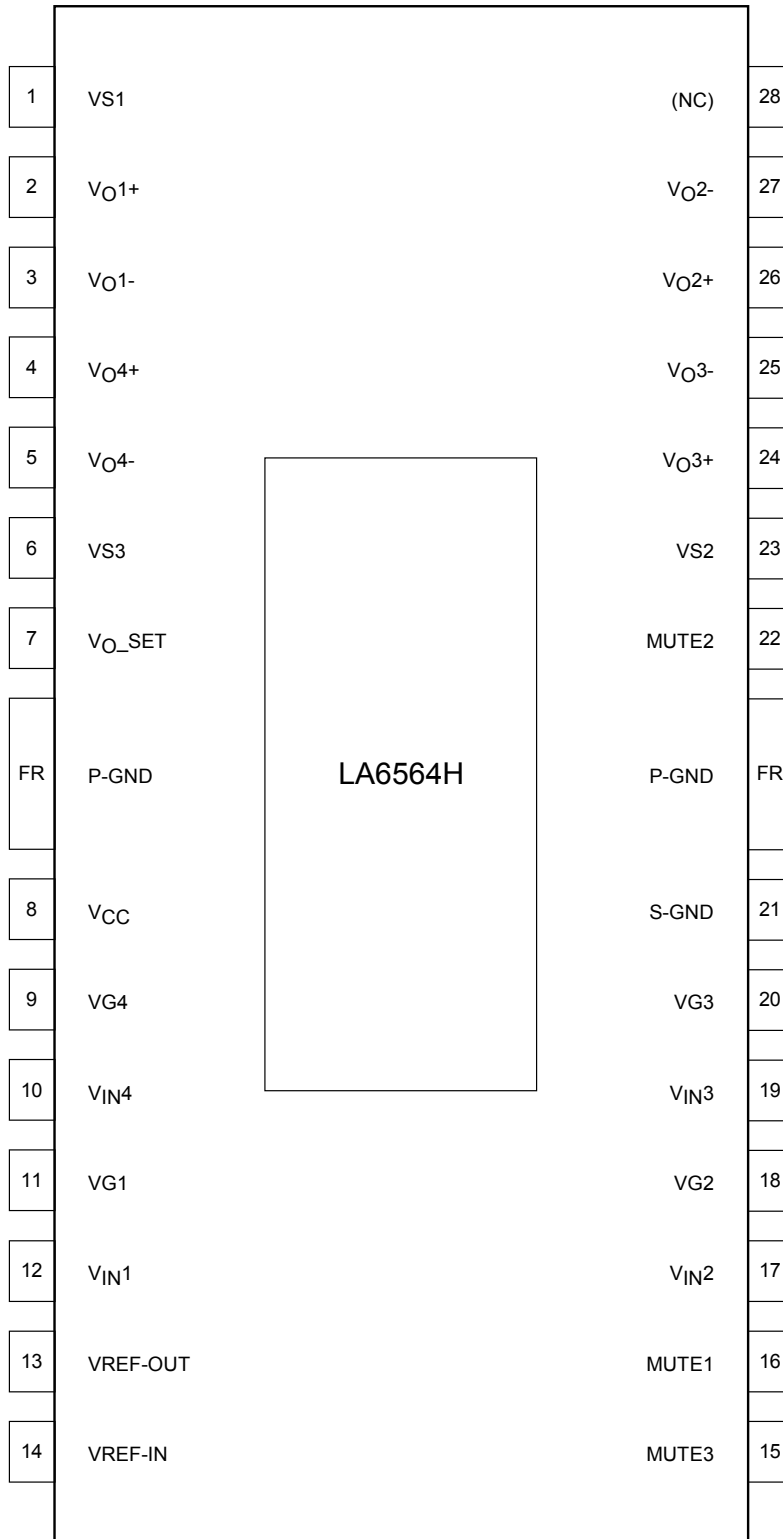 1 VS1 (NC) 28
2 VO1+ VO2- 27
3 VO1- VO2+ 26
4 VO4+ VO3- 25
5 VO4- VO3+ 24
6 VS3 VS2 23
7 VO_SET MUTE2 22
FR P-GND LA6564H P-GND FR
8 VCC S-GND 21
9 VG4 VG3 20
10 VIN4 VIN3 19
11 VG1 VG2 18
12 VIN1 VIN2 17
13 VREF-OUT MUTE1 16
14 VREF-IN MUTE3 15